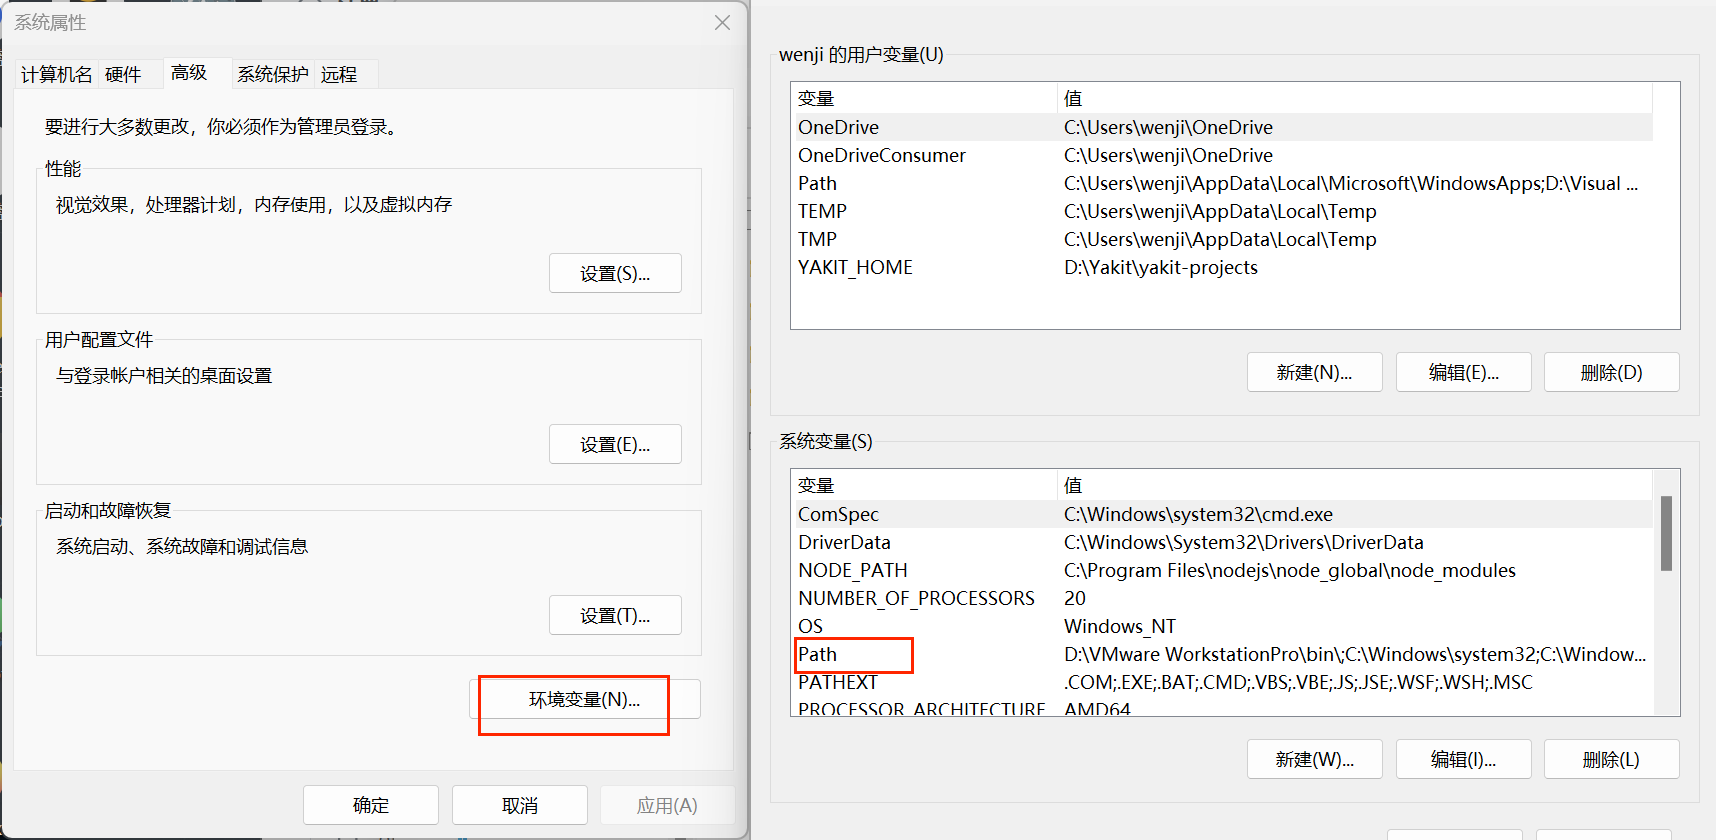 系统属性
计算机名 硬件 高级 系统保护 远程
要进行大多数更改，你必须作为管理员登录。
性能
视觉效果，处理器计划，内存使用，以及虚拟内存
设置(S)...
用户配置文件
与登录帐户相关的桌面设置
设置(E)...
启动和故障恢复
系统启动、系统故障和调试信息
设置(T)...
环境变量(N)...
确定 取消 应用(A)
wenji 的用户变量(U)
变量 值
OneDrive C:\Users\wenji\OneDrive
OneDriveConsumer C:\Users\wenji\OneDrive
Path C:\Users\wenji\AppData\Local\Microsoft\WindowsApps;D:\Visual ...
TEMP C:\Users\wenji\AppData\Local\Temp
TMP C:\Users\wenji\AppData\Local\Temp
YAKIT_HOME D:\Yakit\yakit-projects
新建(N)... 编辑(E)... 删除(D)
系统变量(S)
变量 值
ComSpec C:\Windows\system32\cmd.exe
DriverData C:\Windows\System32\Drivers\DriverData
NODE_PATH C:\Program Files\nodejs\node_global\node_modules
NUMBER_OF_PROCESSORS 20
OS Windows_NT
Path D:\VMware WorkstationPro\bin\;C:\Windows\system32;C:\Window...
PATHEXT .COM;.EXE;.BAT;.CMD;.VBS;.VBE;.JS;.JSE;.WSF;.WSH;.MSC
PROCESSOR_ARCHITECTURE AMD64
新建(W)... 编辑(I)... 删除(L)